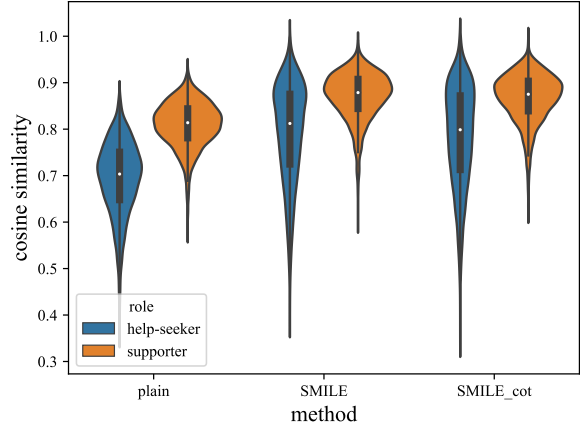 1.0
0.9
0.8
0.7
0.6
0.5
0.4
0.3
cosine similarity
role
help-seeker
supporter
plain
SMILE
SMILE_cot
method